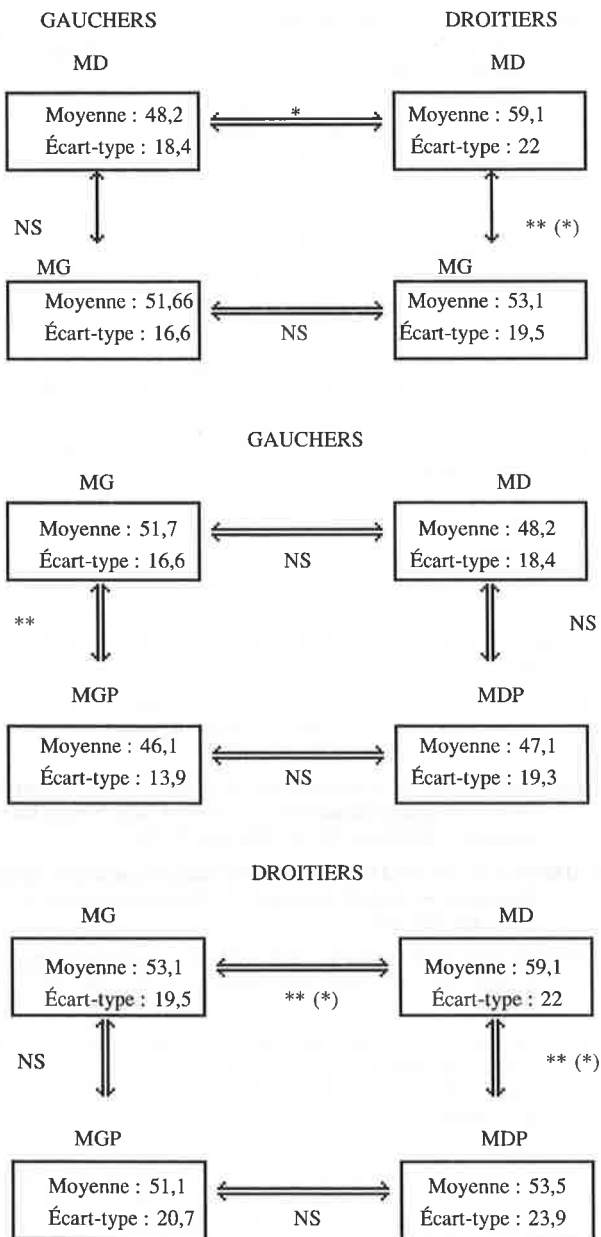 GAUCHERS DROITIERS
MD MD
Moyenne : 48,2 * Moyenne : 59,1
Écart-type : 18,4 Écart-type : 22
NS ** (*)
MG MG
Moyenne : 51,66 Moyenne : 53,1
Écart-type : 16,6 NS Écart-type : 19,5
GAUCHERS
MG MD
Moyenne : 51,7 Moyenne : 48,2
Écart-type : 16,6 NS Écart-type : 18,4
** NS
MGP MDP
Moyenne : 46,1 Moyenne : 47,1
Écart-type : 13,9 NS Écart-type : 19,3
DROITIERS
MG MD
Moyenne : 53,1 Moyenne : 59,1
Écart-type : 19,5 ** (*) Écart-type : 22
NS ** (*)
MGP MDP
Moyenne : 51,1 Moyenne : 53,5
Écart-type : 20,7 NS Écart-type : 23,9